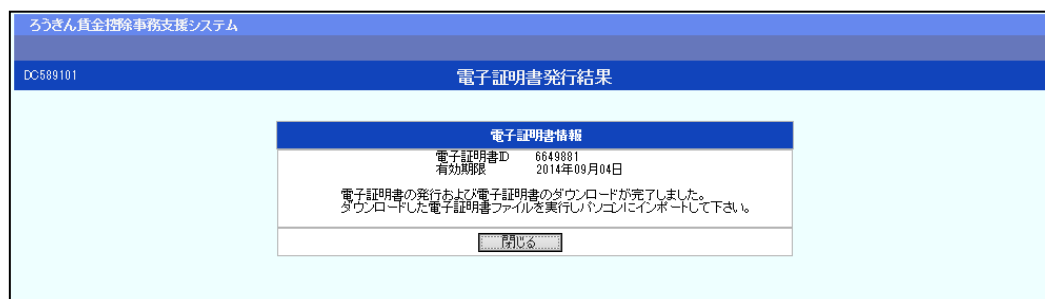 ろうきん賃金控除事務支援システム
DC589101
電子証明書発行結果
電子証明書情報
電子証明書ID 6649881
有効期限 2014年09月04日
電子証明書の発行および電子証明書のダウンロードが完了しました。
ダウンロードした電子証明書ファイルを実行しパソコンにインポートして下さい。
閉じる